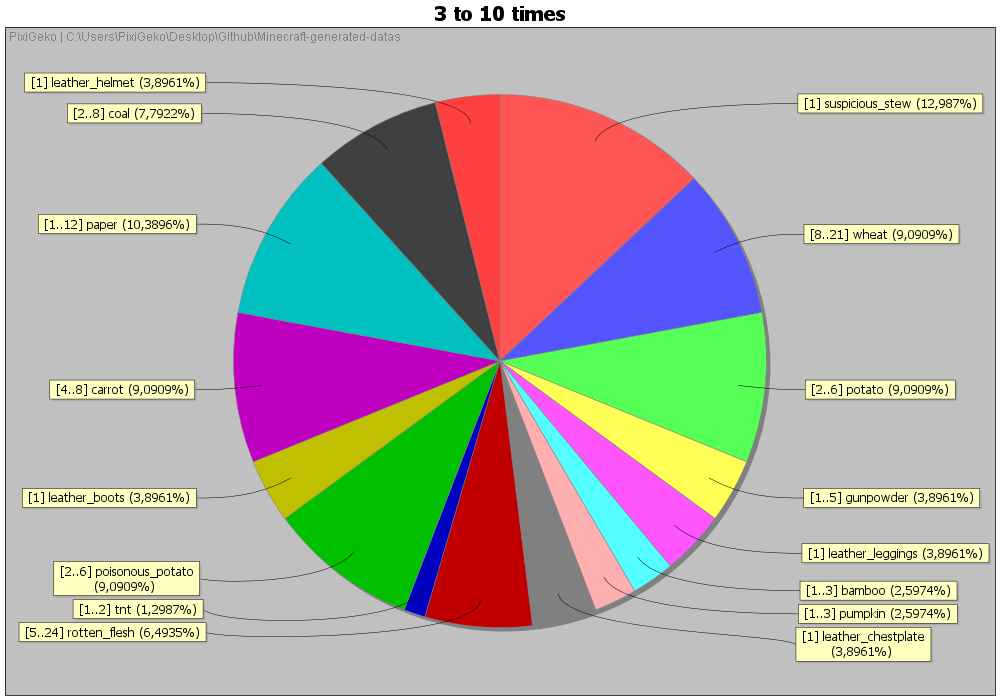 3 to 10 times
PixiGeko | C:\Users\PixiGeko\Desktop\Github\Minecraft-generated-datas
[1] leather_helmet (3,8961%)
[2..8] coal (7,7922%)
[1..12] paper (10,3896%)
[4..8] carrot (9,0909%)
[1] leather_boots (3,8961%)
[2..6] poisonous_potato
(9,0909%)
[1..2] tnt (1,2987%)
[5..24] rotten_flesh (6,4935%)
[1] suspicious_stew (12,987%)
[8..21] wheat (9,0909%)
[2..6] potato (9,0909%)
[1..5] gunpowder (3,8961%)
[1] leather_leggings (3,8961%)
[1..3] bamboo (2,5974%)
[1..3] pumpkin (2,5974%)
[1] leather_chestplate
(3,8961%)